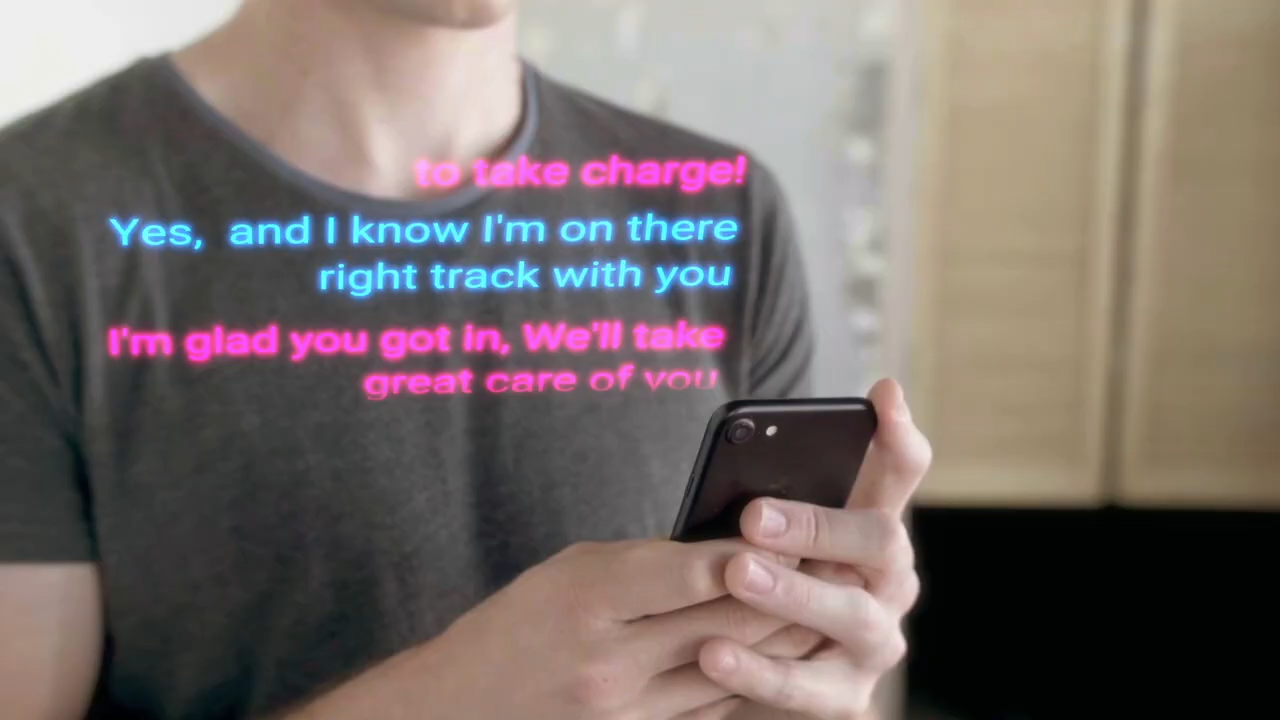 to take charge!
Yes, and I know I'm on there
right track with you
I'm glad you got in, We'll take
great care of you